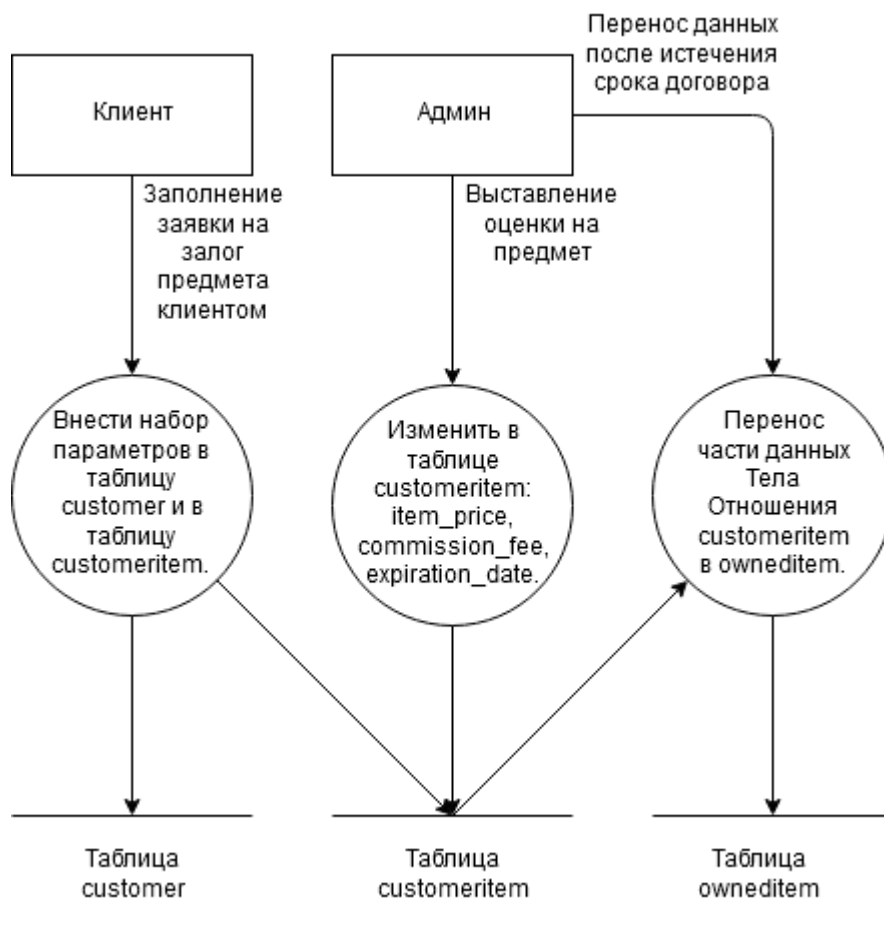 Перенос данных
после истечения
срока договора
Клиент
Админ
Заполнение
заявки на
залог
предмета
клиентом
Выставление
оценки на
предмет
Внести набор
параметров в
таблицу
customer и в
таблицу
customeritem.
Изменить в
таблице
customeritem:
item_price,
commission_fee,
expiration_date.
Перенос
части данных
Тела
Отношения
customeritem
в owneditem.
Таблица
customer
Таблица
customeritem
Таблица
owneditem